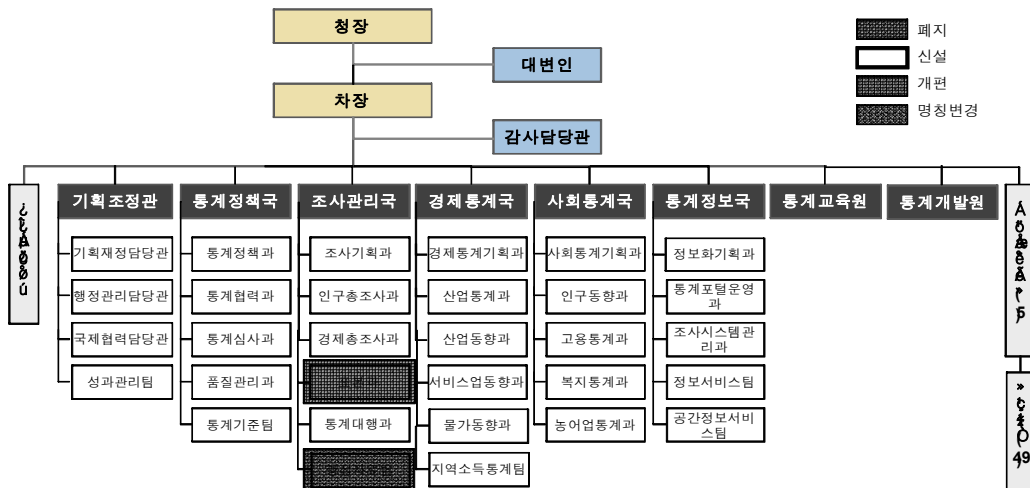 청장
폐지
신설
대변인
개편
차장
명칭변경
감사담당관
기획조정관
통계정책국
조사관리국
경제통계국
사회통계국
통계정보국
통계교육원
통계개발원
기획재정담당관
통계정책과
조사기획과
경제통계기획과
사회통계기획과
정보화기획과
행정관리담당관
통계협력과
인구총조사과
산업통계과
인구동향과
통계포털운영
과
국제협력담당관
통계심사과
경제총조사과
산업동향과
고용통계과
조사시스템관
리과
성과관리팀
품질관리과
서비스업동향과
복지통계과
정보서비스팀
통계기준팀
통계대행과
물가동향과
농어업통계과
공간정보서비
스팀
지역소득통계팀